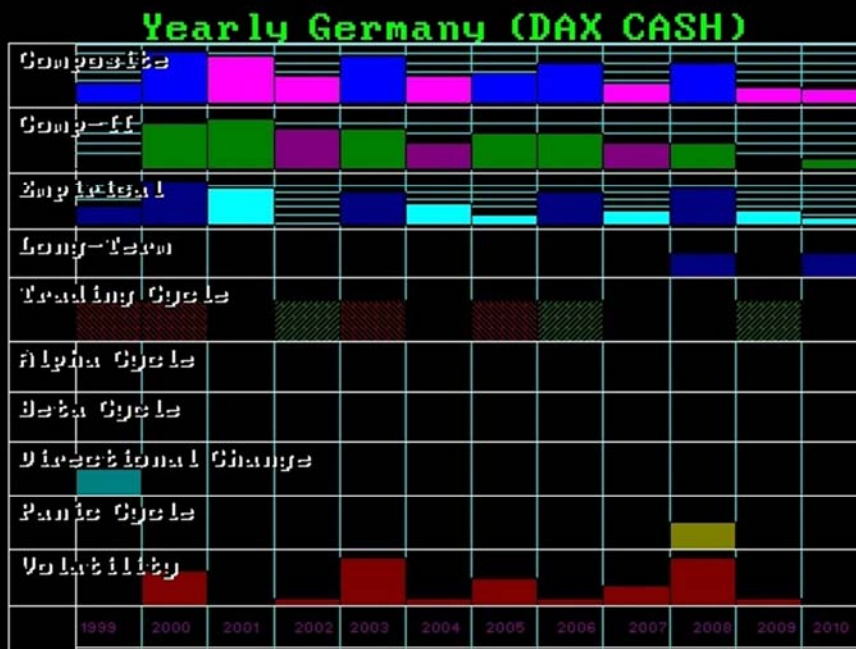 Yearly Germany (DAX CASH)
Composite
Comp-II
Empirical
Long-Term
Trading Cycle
Alpha Cycle
Beta Cycle
Directional Change
Panic Cycle
Volatility
1999 2000 2001 2002 2003 2004 2005 2006 2007 2008 2009 2010